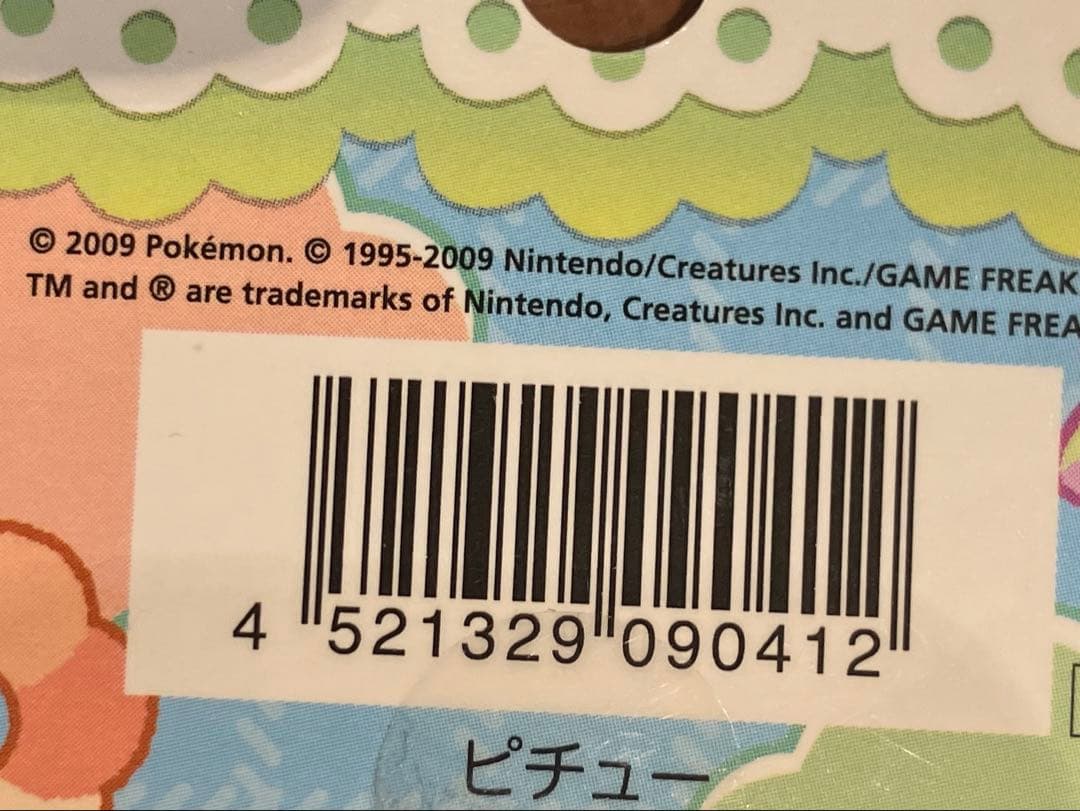 © 2009 Pokémon. © 1995-2009 Nintendo/Creatures Inc./GAME FREAK
TM and ® are trademarks of Nintendo, Creatures Inc. and GAME FREA
4 521329 090412
ピチュー